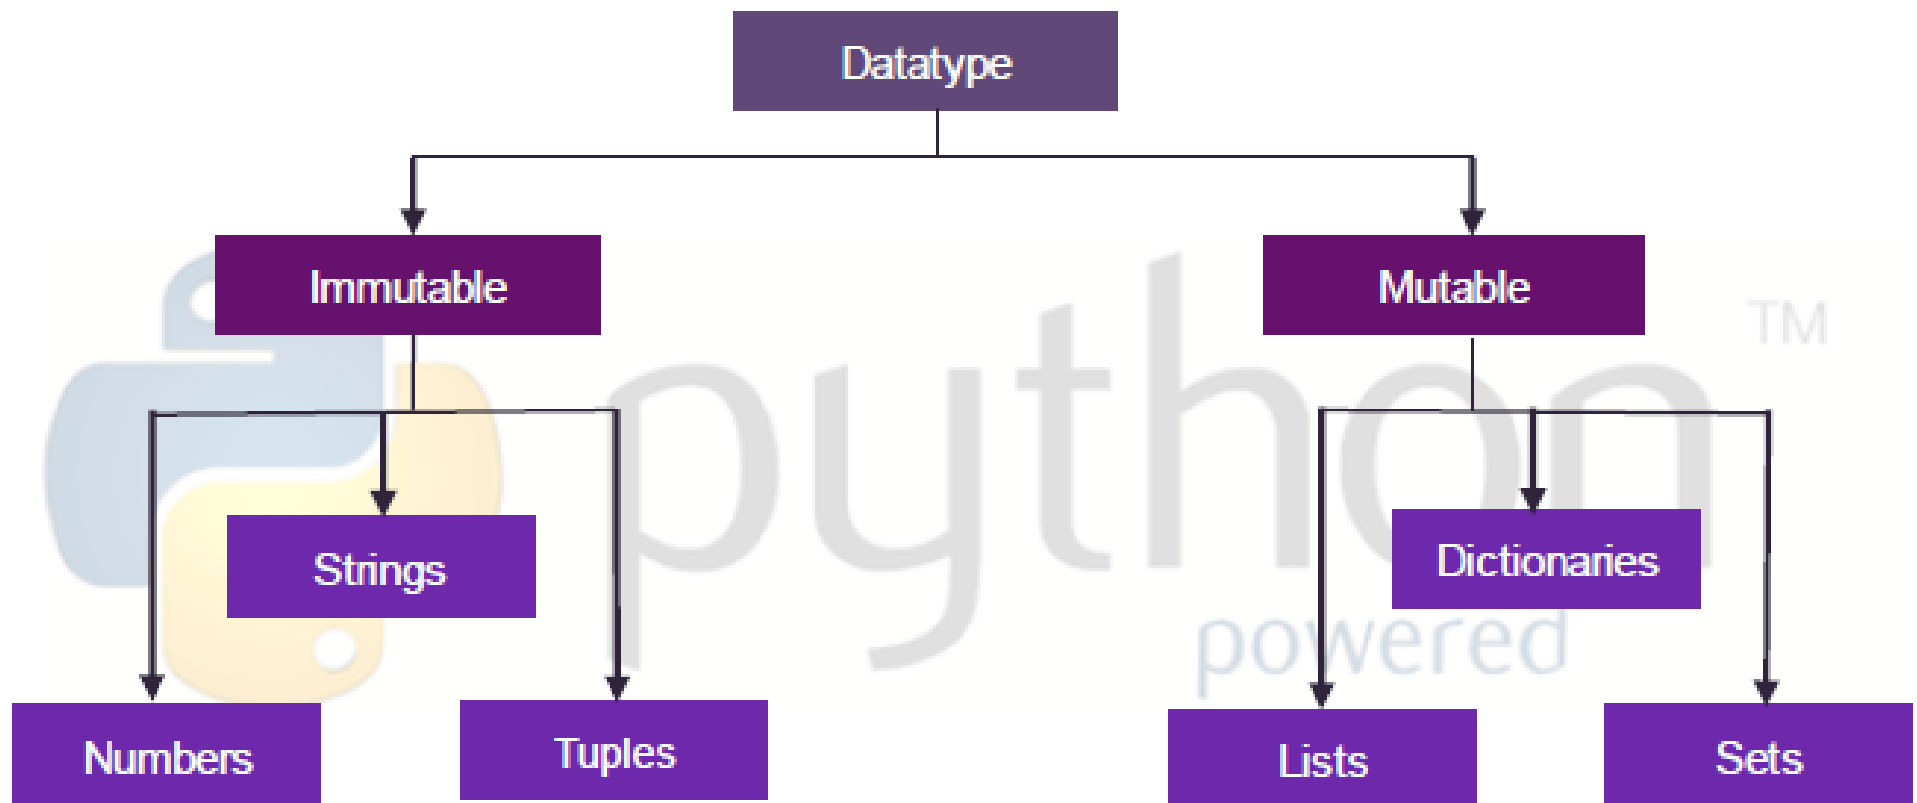 Datatype
Immutable
Mutable
TM
python
powered
Strings
Dictionaries
Numbers
Tuples
Lists
Sets